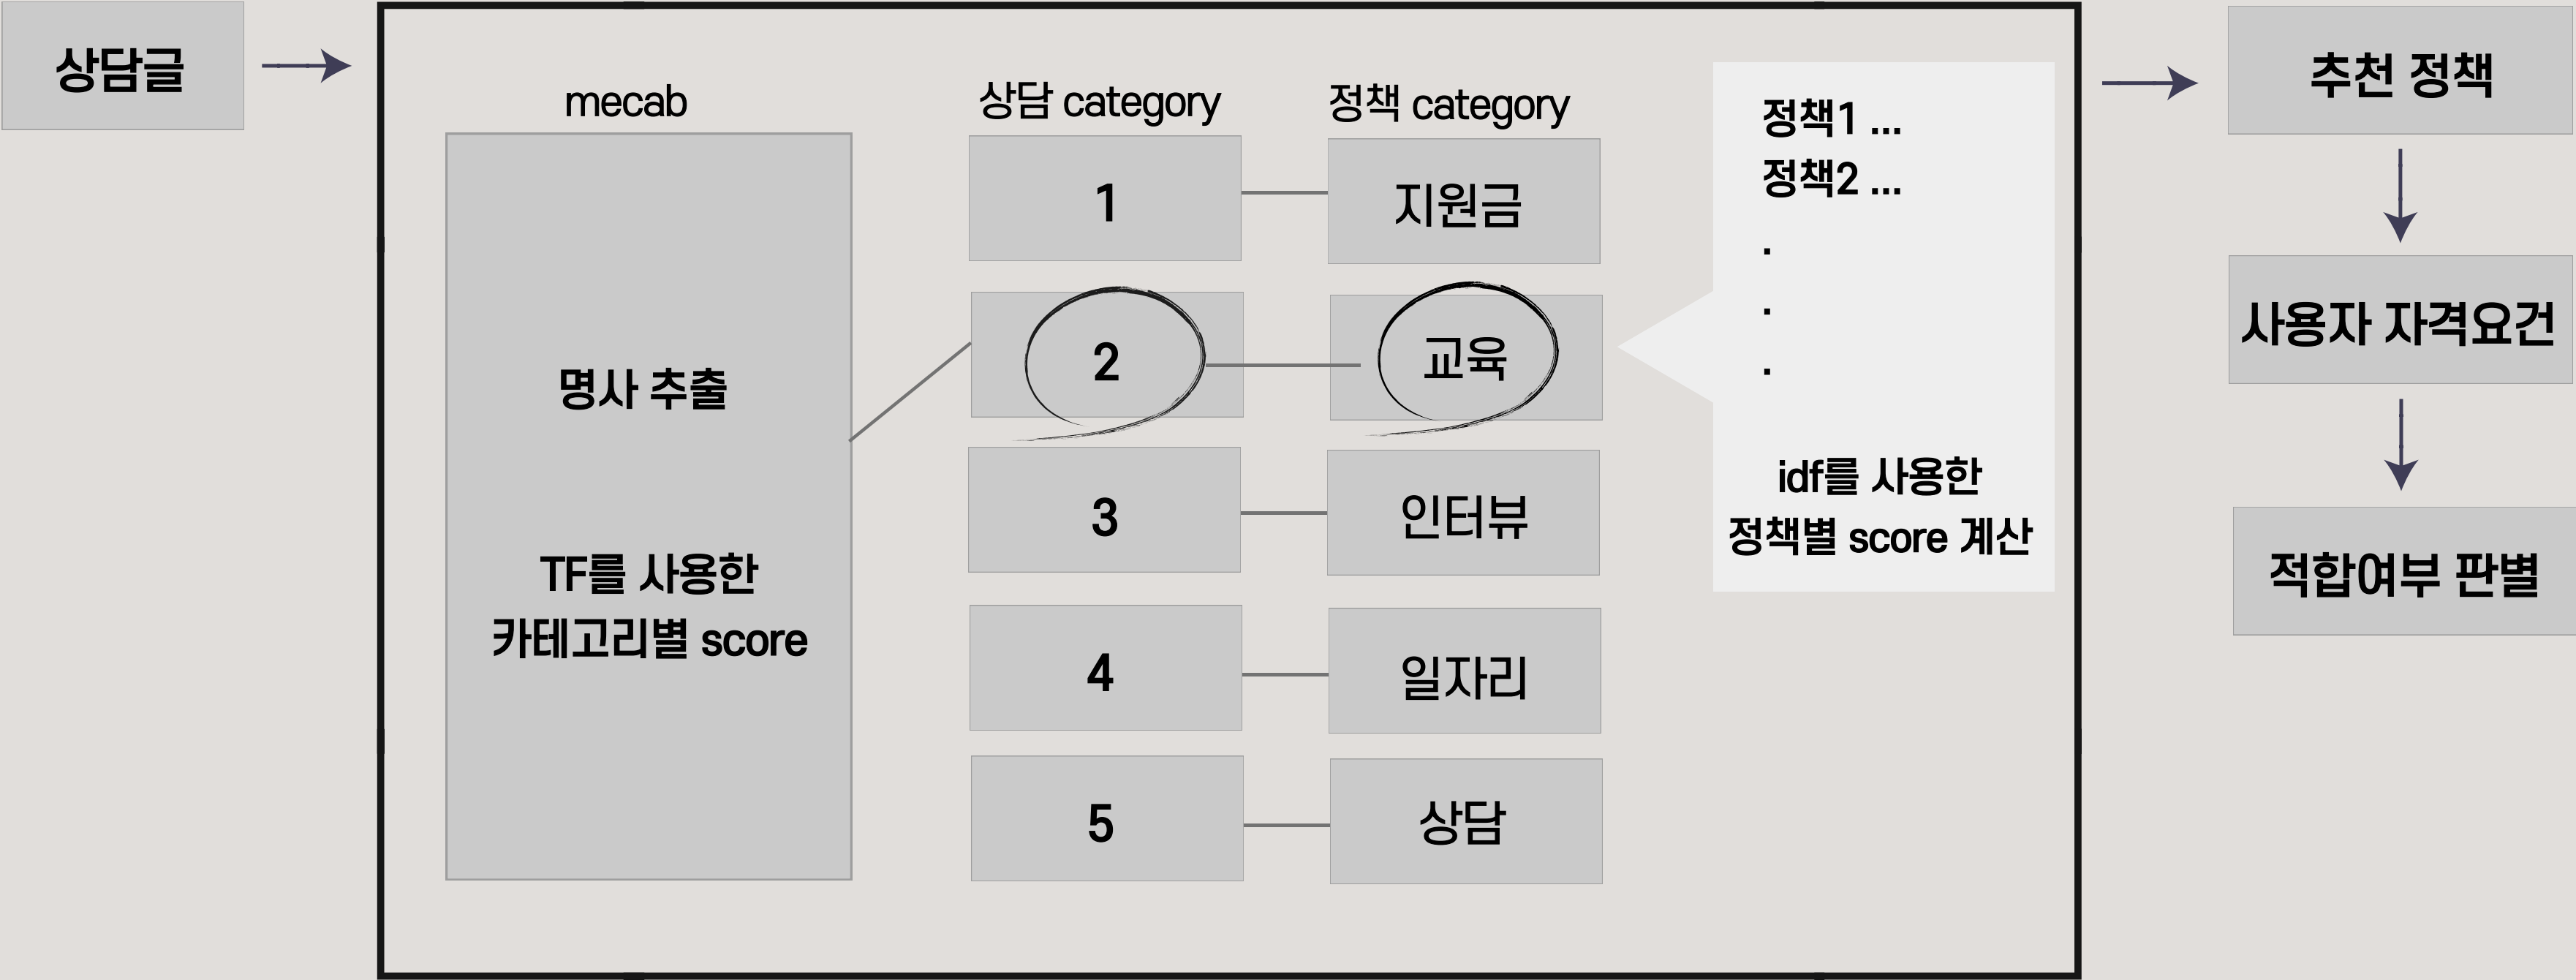 상담글
mecab
명사 추출
TF를 사용한
카테고리별 score
상담 category
1
2
3
4
5
정책 category
지원금
교육
인터뷰
일자리
상담
정책1 ...
정책2 ...
.
.
.
idf를 사용한
정책별 score 계산
추천 정책
사용자 자격요건
적합여부 판별